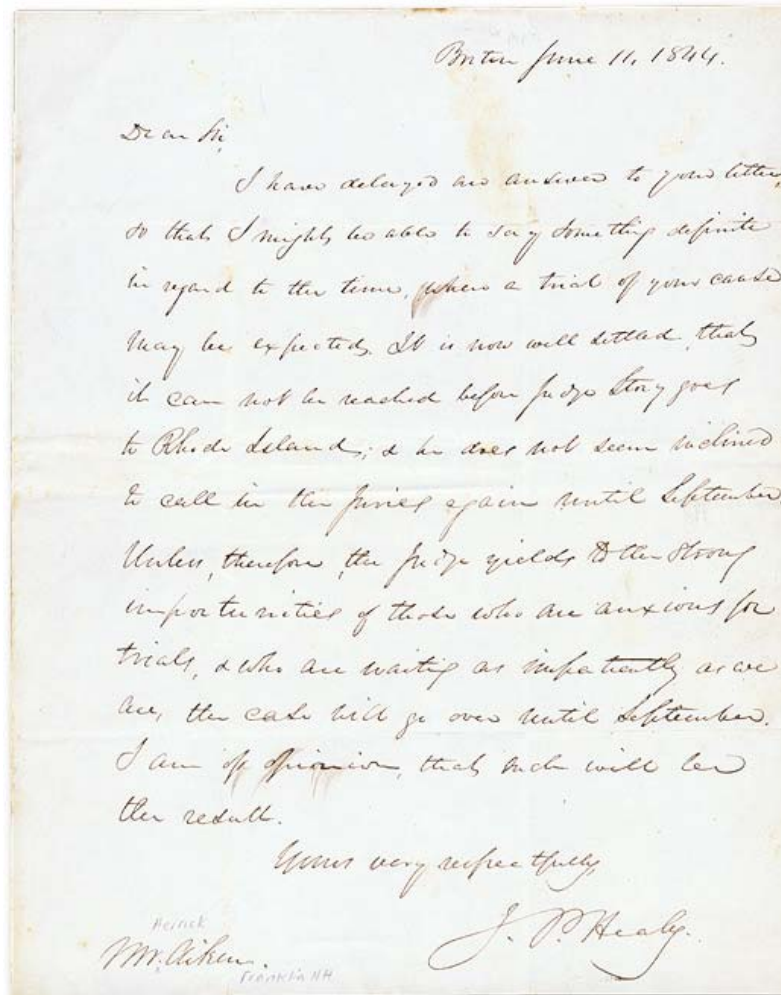 Boston June 11, 1844.
Dear Sir,
I have delayed an answer to your letter,
so that I might be able to say something definite
in regard to the time, when a trial of your cause
may be expected. It is now well settled, that
it can not be reached before Judge Story goes
to Rhode Island; & he does not seem inclined
to call in the juries again until September
Unless, therefore, the Judge yields to the strong
importunities of those who are anxious for
trials, & who are waiting as impatiently as we
are, the case will go over until September.
I am of opinion, that such will be
the result.
Yours very respectfully,
J. P. Healy.
Herrick
Mr. Aiken.
Franklin NH